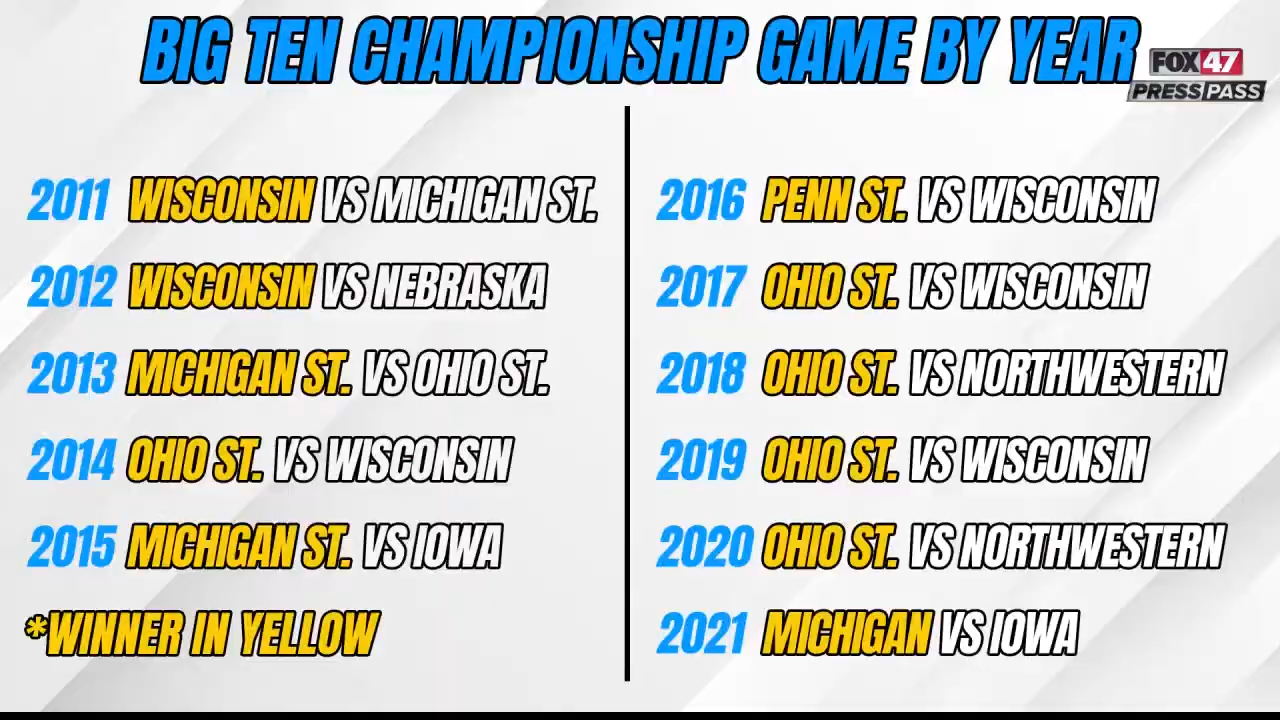 BIG TEN CHAMPIONSHIP GAME BY YEAR
FOX 47
PRESS PASS
2011 WISCONSIN VS MICHIGAN ST.
2012 WISCONSIN VS NEBRASKA
2013 MICHIGAN ST. VS OHIO ST.
2014 OHIO ST. VS WISCONSIN
2015 MICHIGAN ST. VS IOWA
*WINNER IN YELLOW
2016 PENN ST. VS WISCONSIN
2017 OHIO ST. VS WISCONSIN
2018 OHIO ST. VS NORTHWESTERN
2019 OHIO ST. VS WISCONSIN
2020 OHIO ST. VS NORTHWESTERN
2021 MICHIGAN VS IOWA